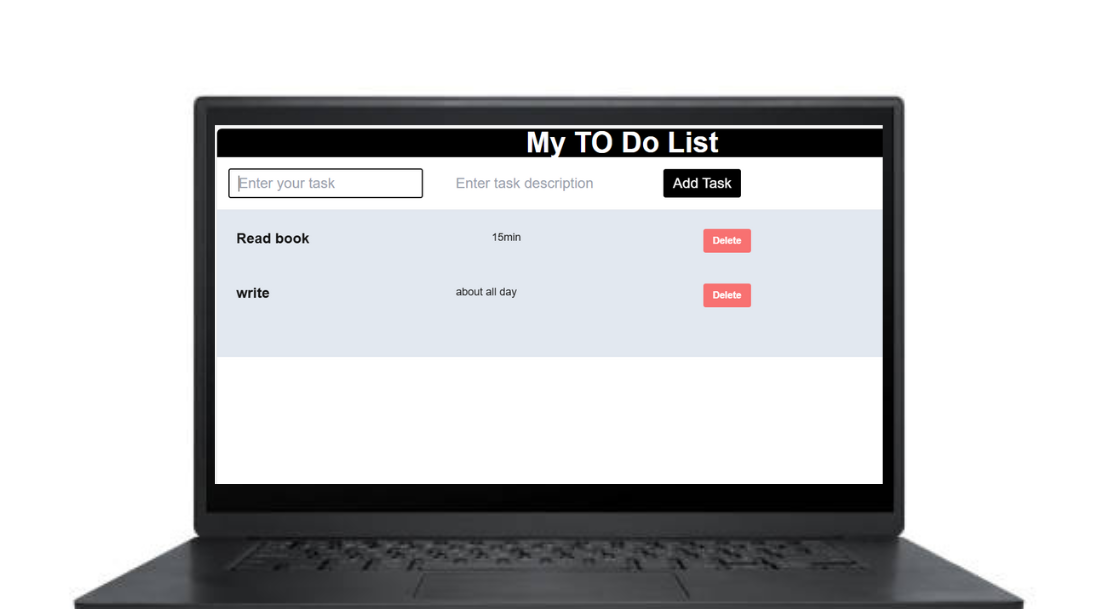 My TO Do List
Enter your task Enter task description Add Task
Read book 15min Delete
write about all day Delete